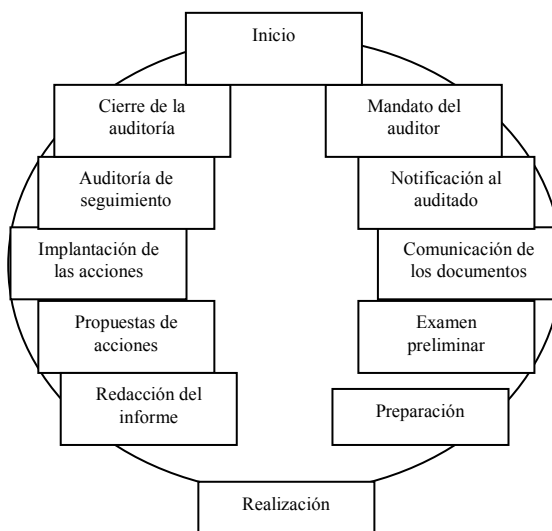 Inicio
Mandato del
auditor
Notificación al
auditado
Comunicación de
los documentos
Examen
preliminar
Preparación
Realización
Redacción del
informe
Propuestas de
acciones
Implantación de
las acciones
Auditoría de
seguimiento
Cierre de la
auditoría